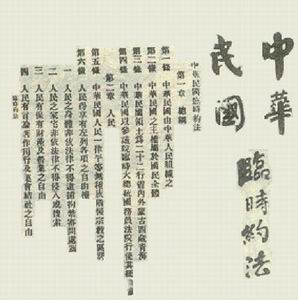 中華民國
臨時約法
中華民國臨時約法
第一章 總綱
第一條 中華民國由中華人民組織之
第二條 中華民國之主權屬於國民全體
第三條 中華民國領土為二十二行省內外蒙古西藏青海
第四條 中華民國以參議院臨時大總統國務員法院行使其統治權
第二章 人民
第五條 中華民國人民一律平等無種族階級宗教之區別
第六條 人民得享有左列各項之自由權
一 人民之身體非依法律不得逮捕拘禁審問處罰
二 人民之家宅非依法律不得侵入或搜索
三 人民有保有財產及營業之自由
四 人民有言論著作刊行及集會結社之自由